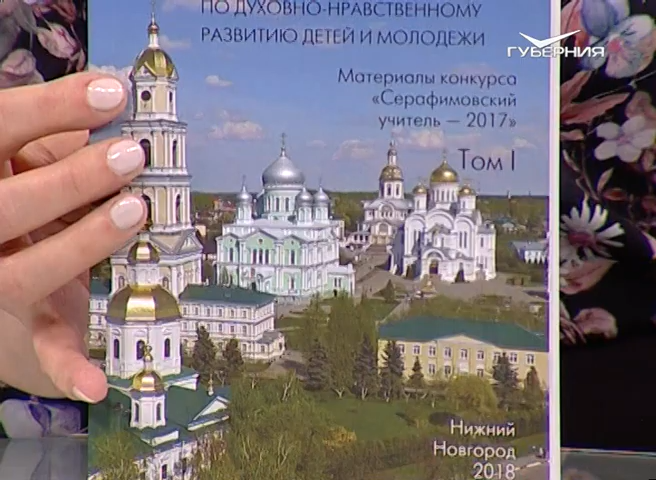 ПО ДУХОВНО-НРАВСТВЕННОМУ
РАЗВИТИЮ ДЕТЕЙ И МОЛОДЕЖИ
ГУБЕРНИЯ
Материалы конкурса
«Серафимовский
учитель — 2017»
Том I
Нижний
Новгород
2018